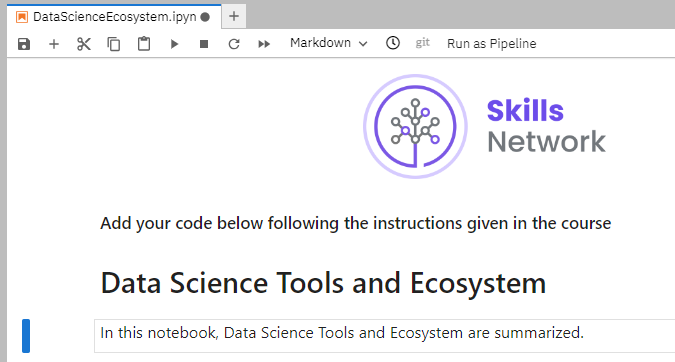 DataScienceEcosystem.ipyn
Markdown
git
Run as Pipeline
Skills
Network
Add your code below following the instructions given in the course
Data Science Tools and Ecosystem
In this notebook, Data Science Tools and Ecosystem are summarized.